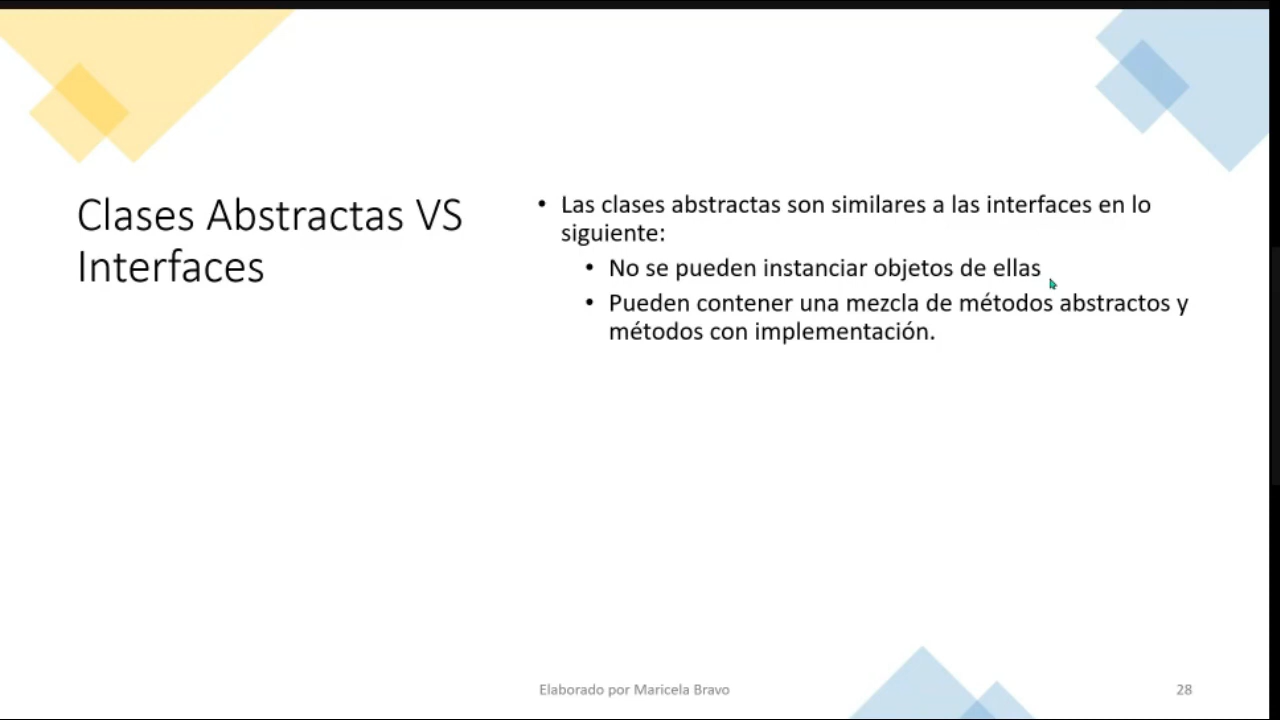 Clases Abstractas VS
Interfaces
• Las clases abstractas son similares a las interfaces en lo
siguiente:
• No se pueden instanciar objetos de ellas
• Pueden contener una mezcla de métodos abstractos y
métodos con implementación.
Elaborado por Maricela Bravo
28